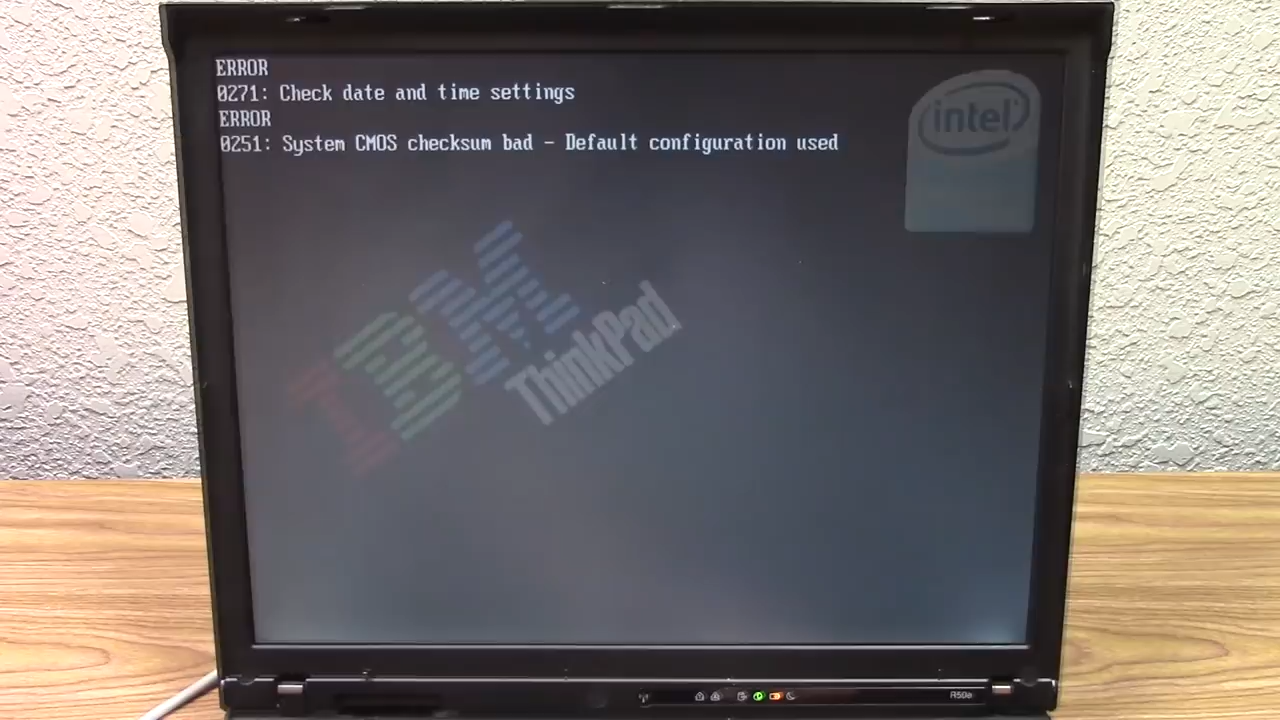 ERROR
0271: Check date and time settings
ERROR
0251: System CMOS checksum bad - Default configuration used
intel
IBM
ThinkPad
R50e